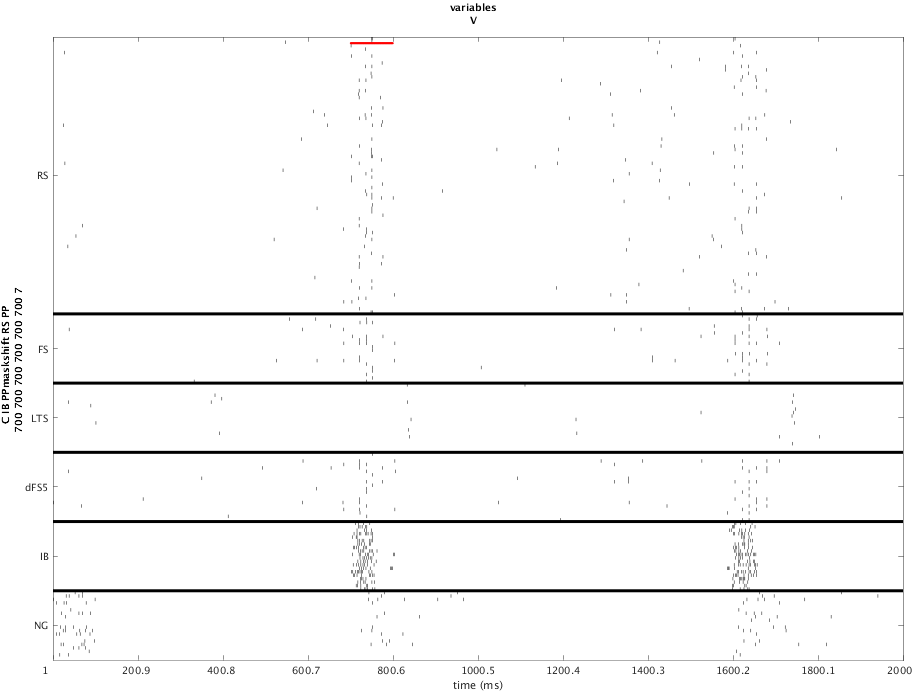 variables
V
C IB PPmaskshift RS PP
700 700 700 700 700 700 7
RS
FS
LTS
dFS5
IB
NG
1 200.9 400.8 600.7 800.6 1000.5 1200.4 1400.3 1600.2 1800.1 2000
time (ms)